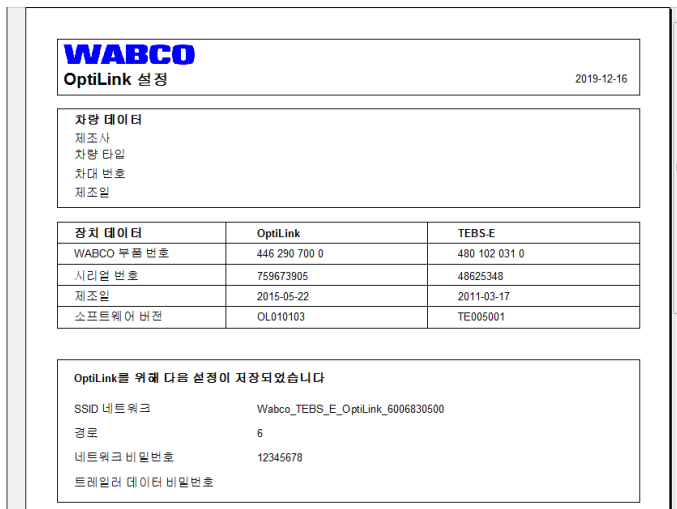 WABCO
OptiLink 설정 2019-12-16
차량 데이터
제조사
차량 타입
차대 번호
제조일
장치 데이터 OptiLink TEBS-E
WABCO 부품 번호 446 290 700 0 480 102 031 0
시리얼 번호 759673905 48625348
제조일 2015-05-22 2011-03-17
소프트웨어 버전 OL010103 TE005001
OptiLink를 위해 다음 설정이 저장되었습니다
SSID 네트워크 Wabco_TEBS_E_OptiLink_6006830500
경로 6
네트워크 비밀번호 12345678
트레일러 데이터 비밀번호